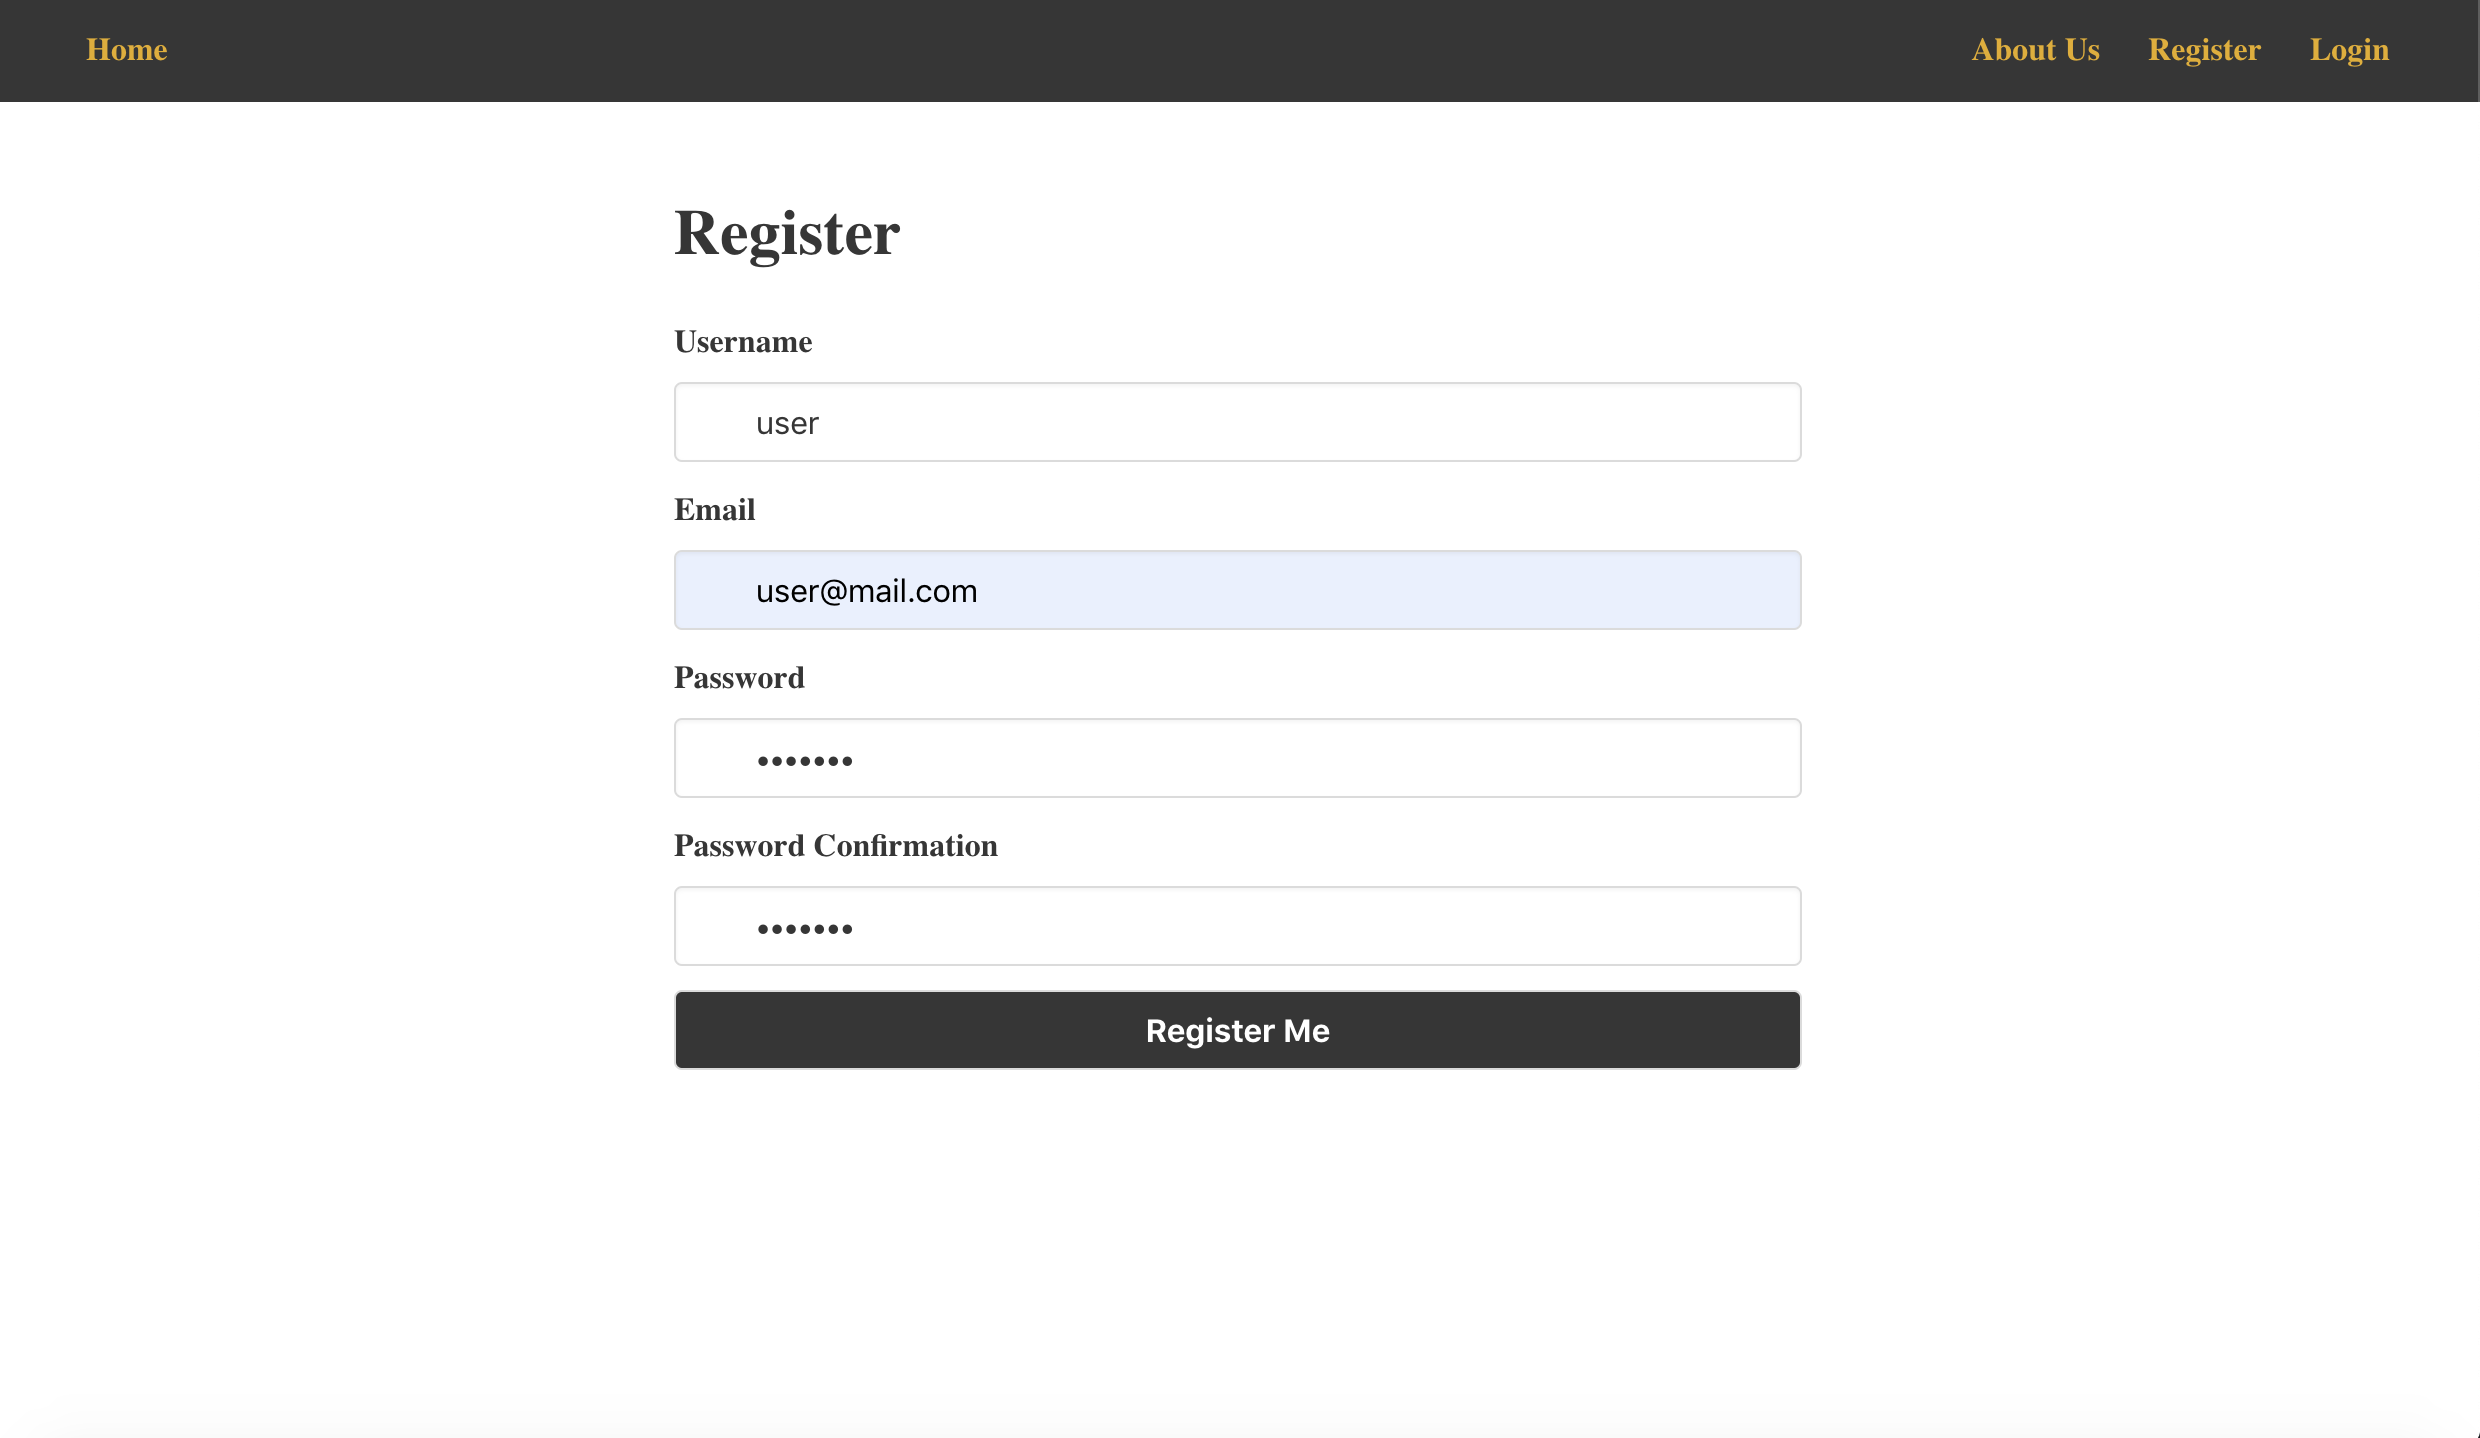 Home About Us Register Login
Register
Username
user
Email
user@mail.com
Password
•••••••
Password Confirmation
•••••••
Register Me